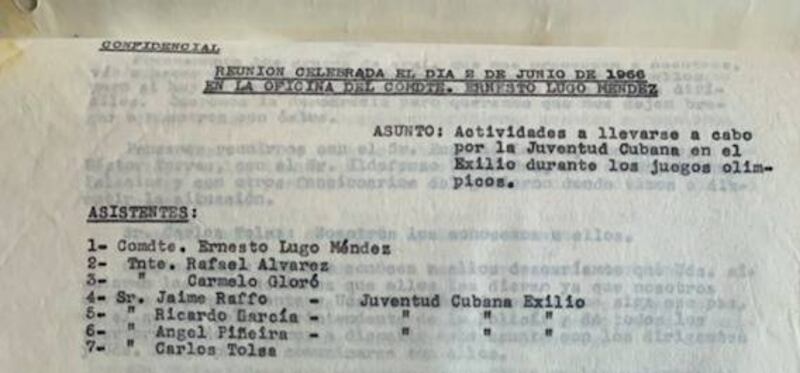 CONFIDENCIAL
REUNION CELEBRADA EL DIA 2 DE JUNIO DE 1966
EN LA OFICINA DEL COMDTE. ERNESTO LUGO MENDEZ
ASUNTO: Actividades a llevarse a cabo
por la Juventud Cubana en el
Exilio durante los juegos olim-
picos.
ASISTENTES:
1- Comdte. Ernesto Lugo Méndez
2- Tnte. Rafael Alvarez
3- " Carmelo Gloró
4- Sr. Jaime Raffo - Juventud Cubana Exilio
5- " Ricardo García - " " "
6- " Angel Piñeira - " " "
7- " Carlos Tolsa